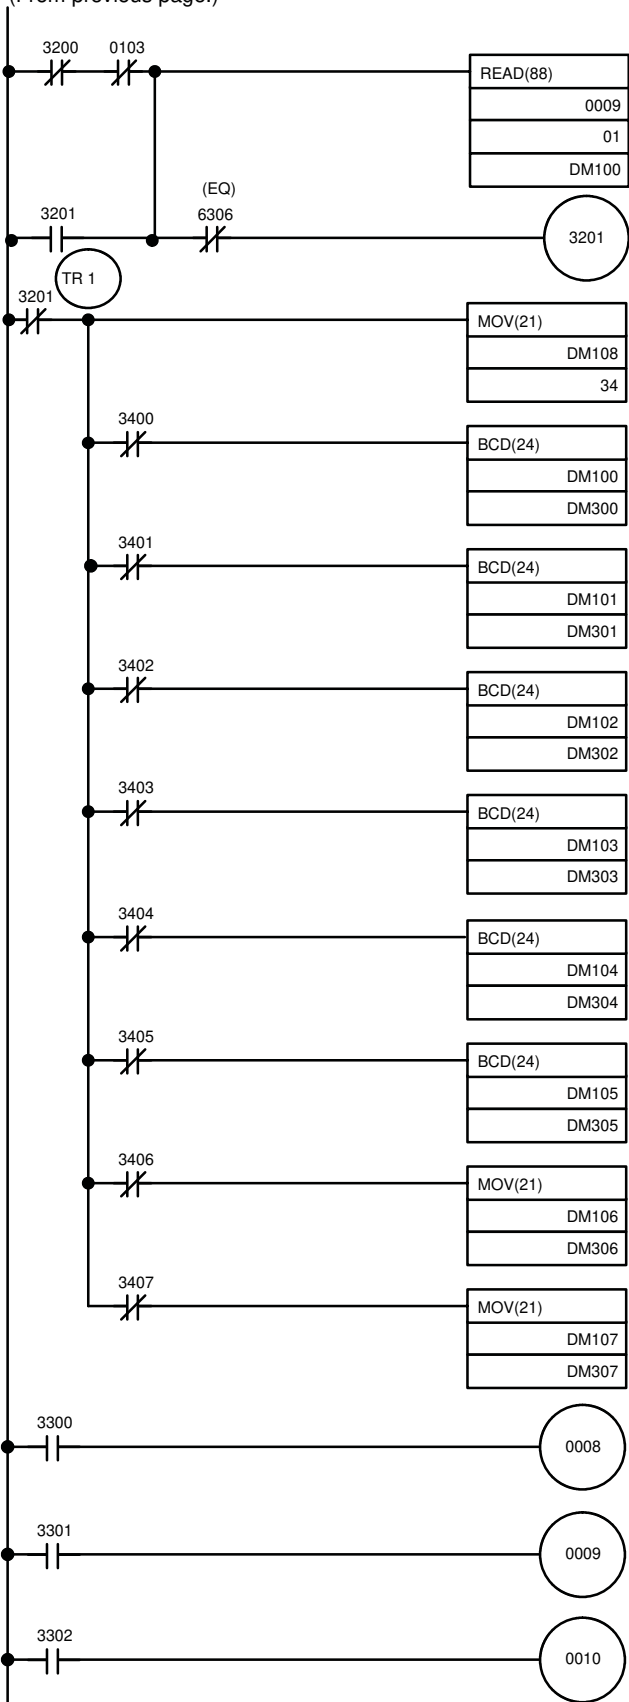 (From previous page.)
3200 0103
READ(88)
0009
01
DM100
(EQ)
3201 6306
3201
TR 1
3201
MOV(21)
DM108
34
3400
BCD(24)
DM100
DM300
3401
BCD(24)
DM101
DM301
3402
BCD(24)
DM102
DM302
3403
BCD(24)
DM103
DM303
3404
BCD(24)
DM104
DM304
3405
BCD(24)
DM105
DM305
3406
MOV(21)
DM106
DM306
3407
MOV(21)
DM107
DM307
3300
0008
3301
0009
3302
0010